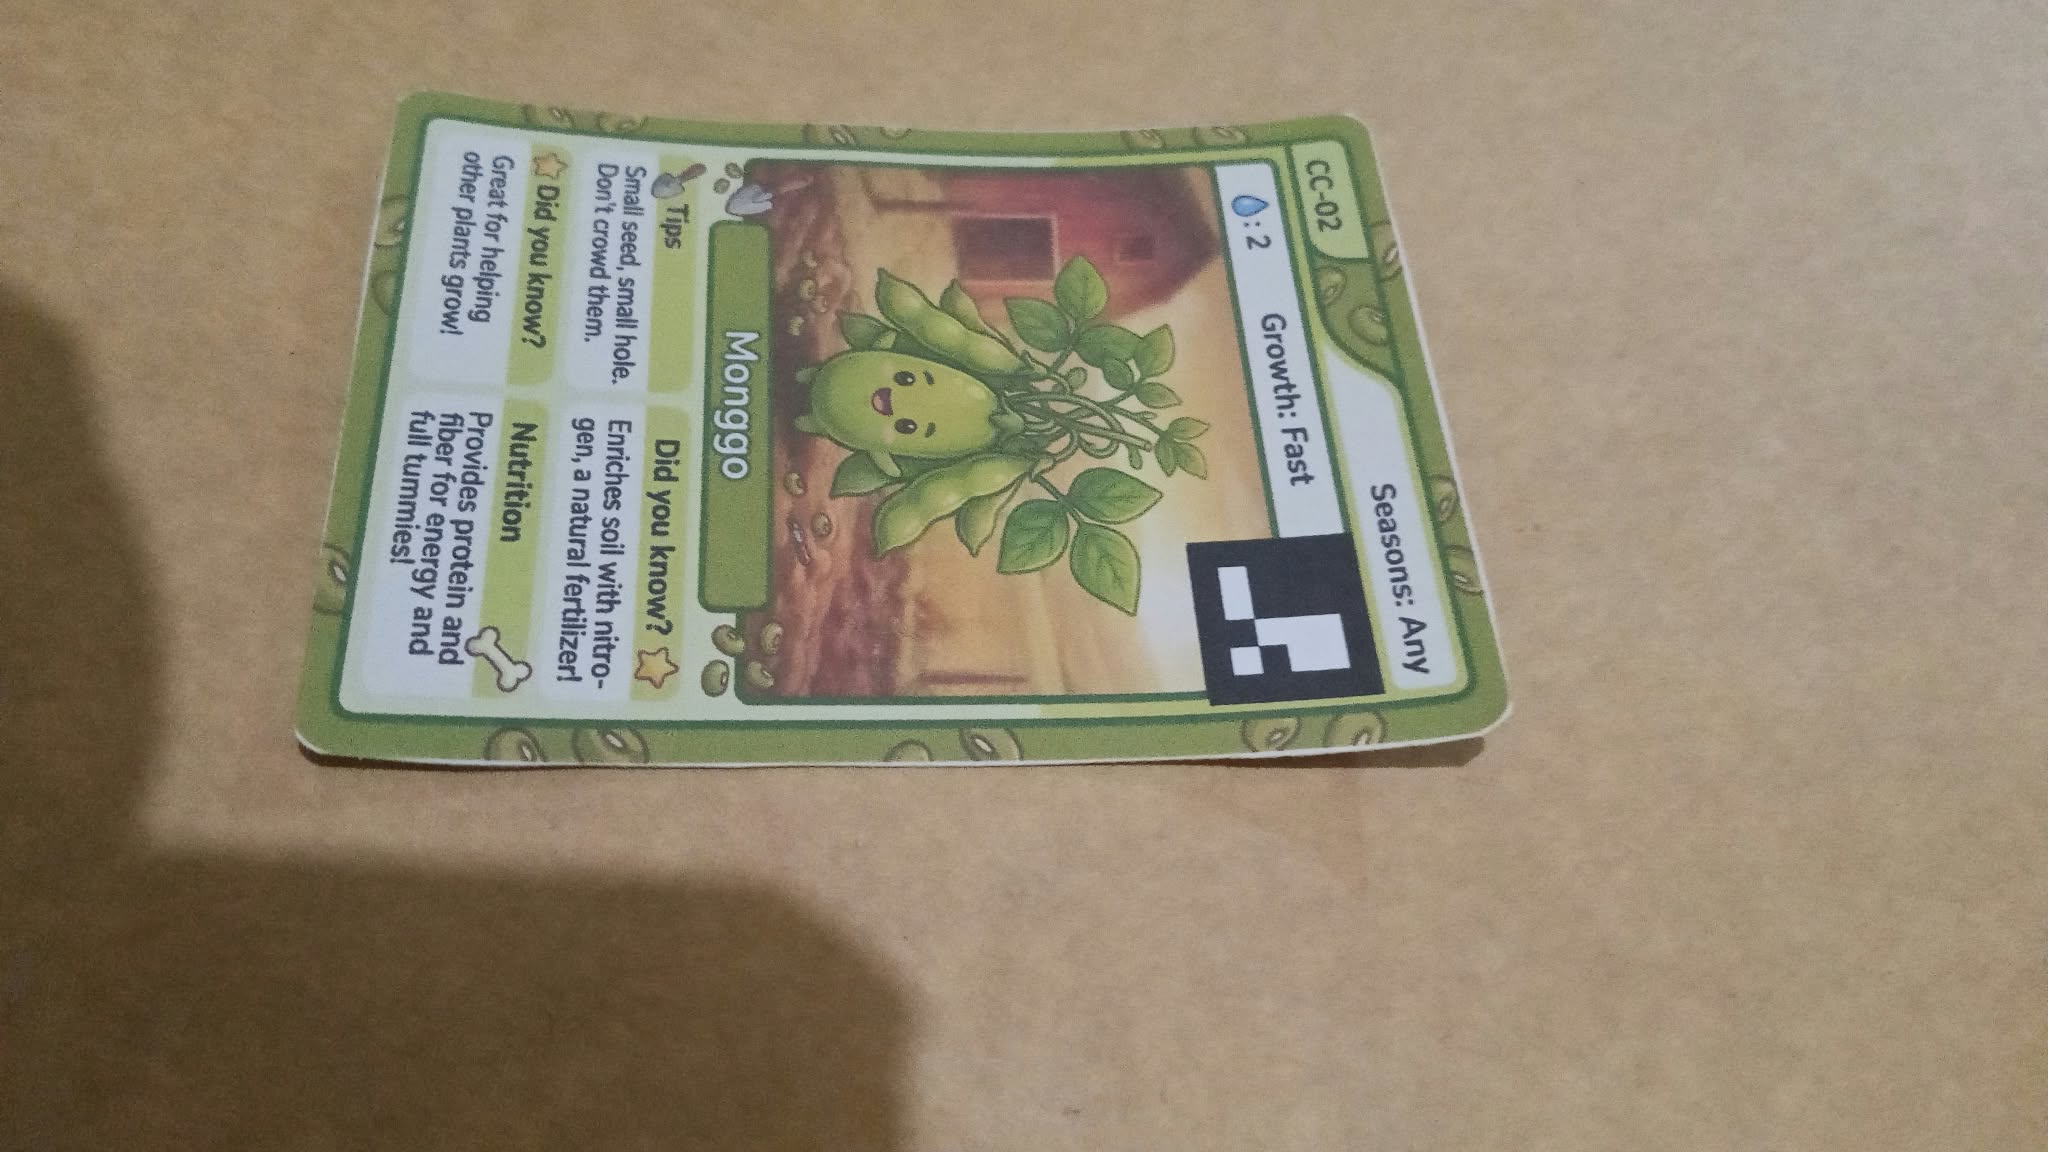 CC-02
Seasons: Any
: 2
Growth: Fast
Monggo
Tips
Small seed, small hole.
Don't crowd them.
Did you know?
Enriches soil with nitro-
gen, a natural fertilizer!
Did you know?
Great for helping
other plants grow!
Nutrition
Provides protein and
fiber for energy and
full tummies!